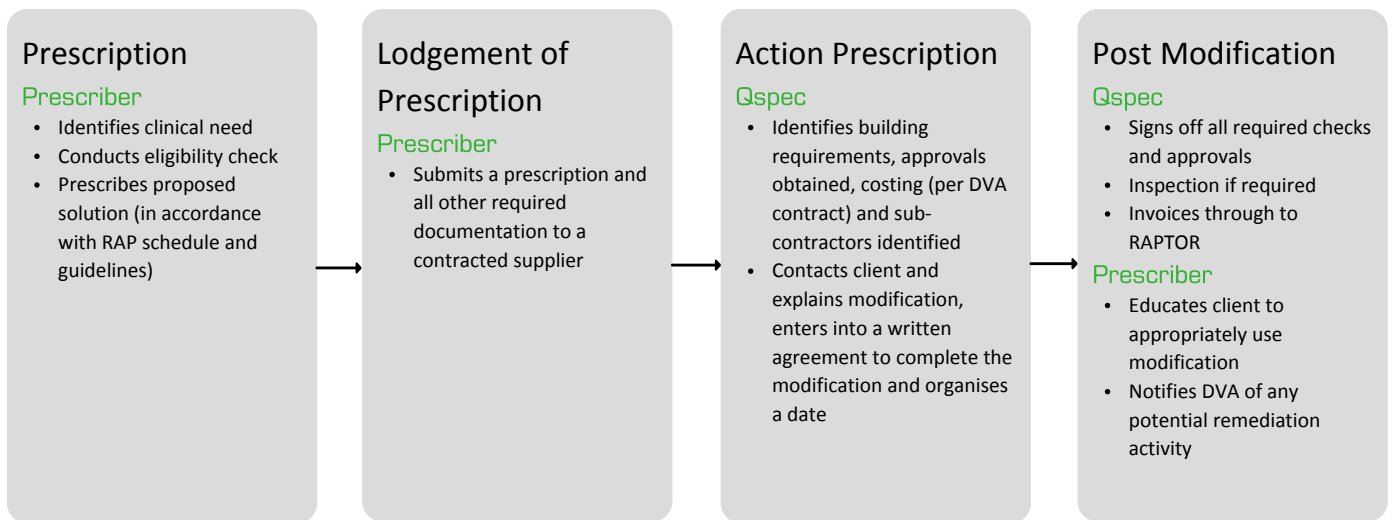 Prescription
Prescriber
• Identifies clinical need
• Conducts eligibility check
• Prescribes proposed
solution (in accordance
with RAP schedule and
guidelines)
Lodgement of
Prescription
Prescriber
• Submits a prescription and
all other required
documentation to a
contracted supplier
Action Prescription
Qspec
• Identifies building
requirements, approvals
obtained, costing (per DVA
contract) and sub-
contractors identified
• Contacts client and
explains modification,
enters into a written
agreement to complete the
modification and organises
a date
Post Modification
Qspec
• Signs off all required checks
and approvals
• Inspection if required
• Invoices through to
RAPTOR
Prescriber
• Educates client to
appropriately use
modification
• Notifies DVA of any
potential remediation
activity